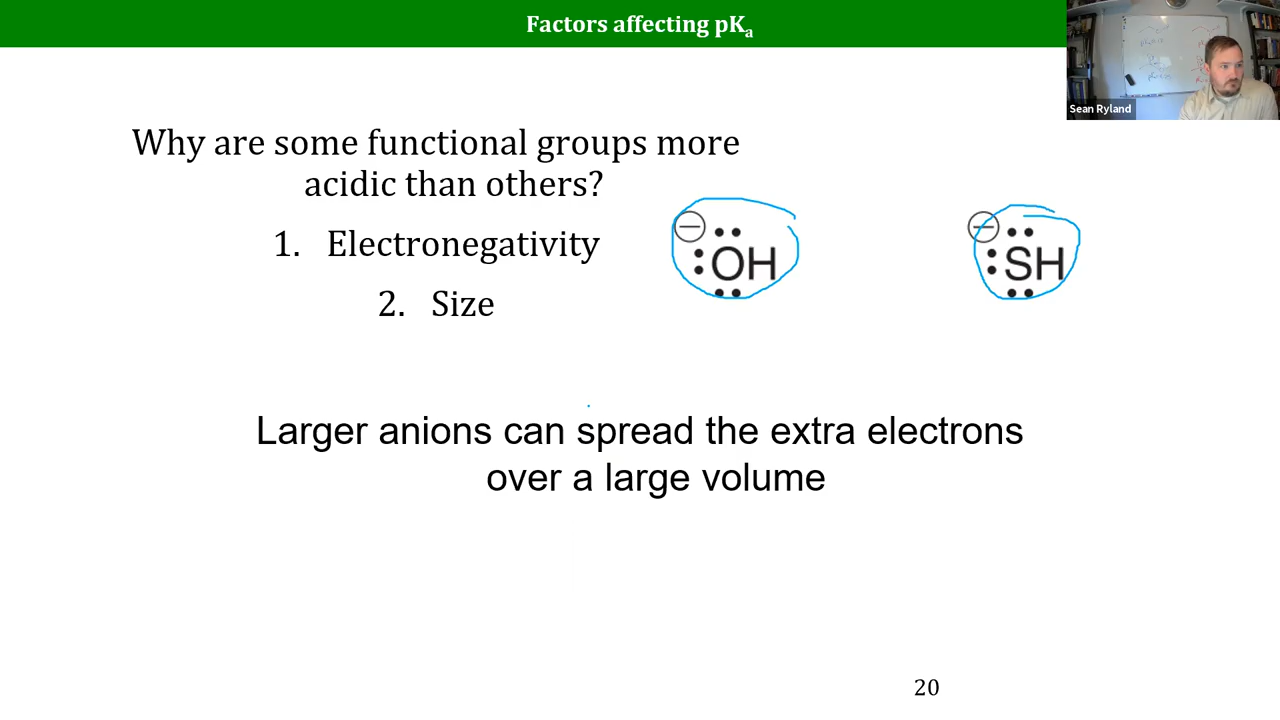 Factors affecting pKa
Sean Ryland
Why are some functional groups more
acidic than others?
1. Electronegativity
2. Size
OH
SH
Larger anions can spread the extra electrons
over a large volume
20